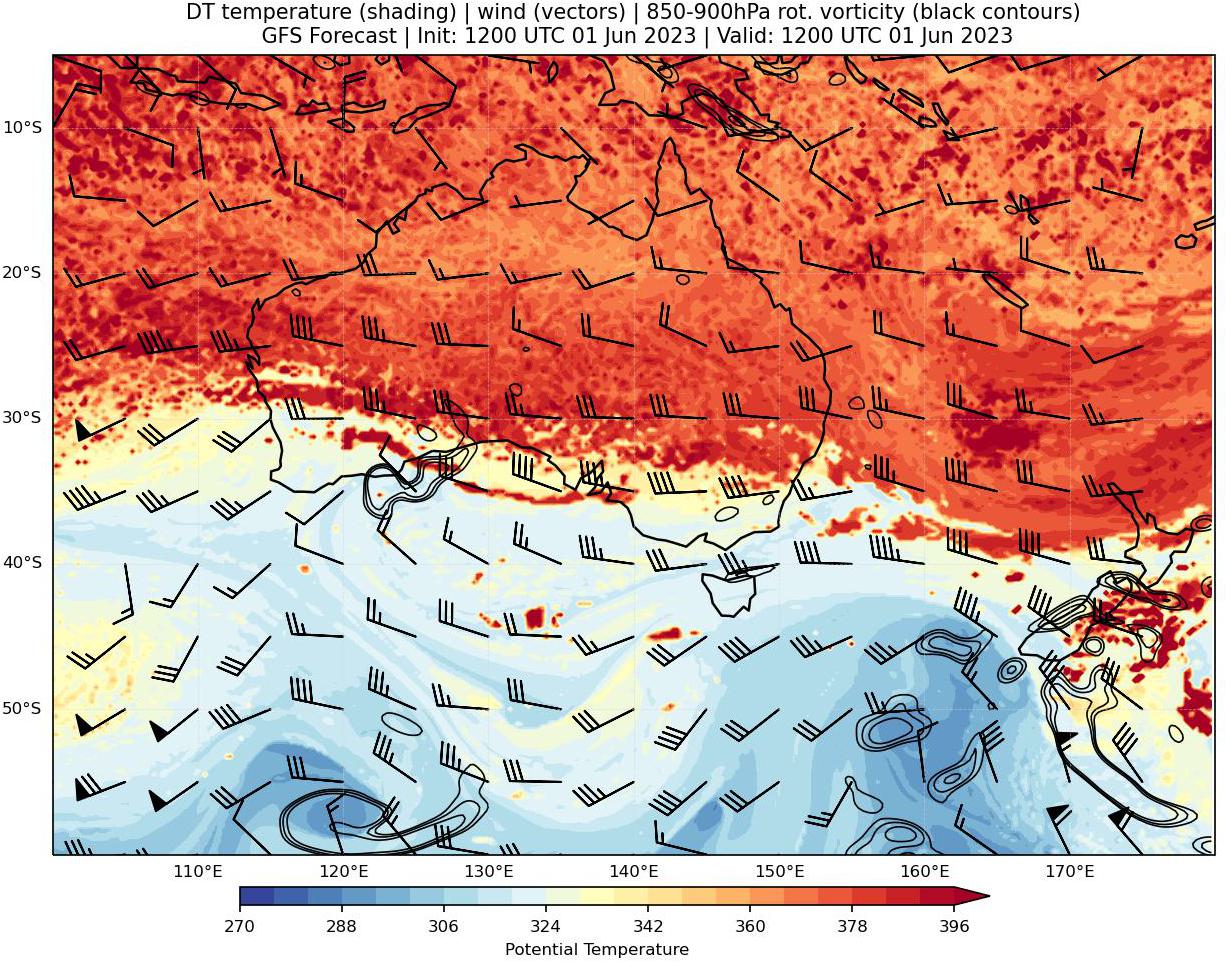 DT temperature (shading) | wind (vectors) | 850-900hPa rot. vorticity (black contours)
GFS Forecast | Init: 1200 UTC 01 Jun 2023 | Valid: 1200 UTC 01 Jun 2023
10°S
20°S
30°S
40°S
50°S
110°E 120°E 130°E 140°E 150°E 160°E 170°E
270 288 306 324 342 360 378 396
Potential Temperature